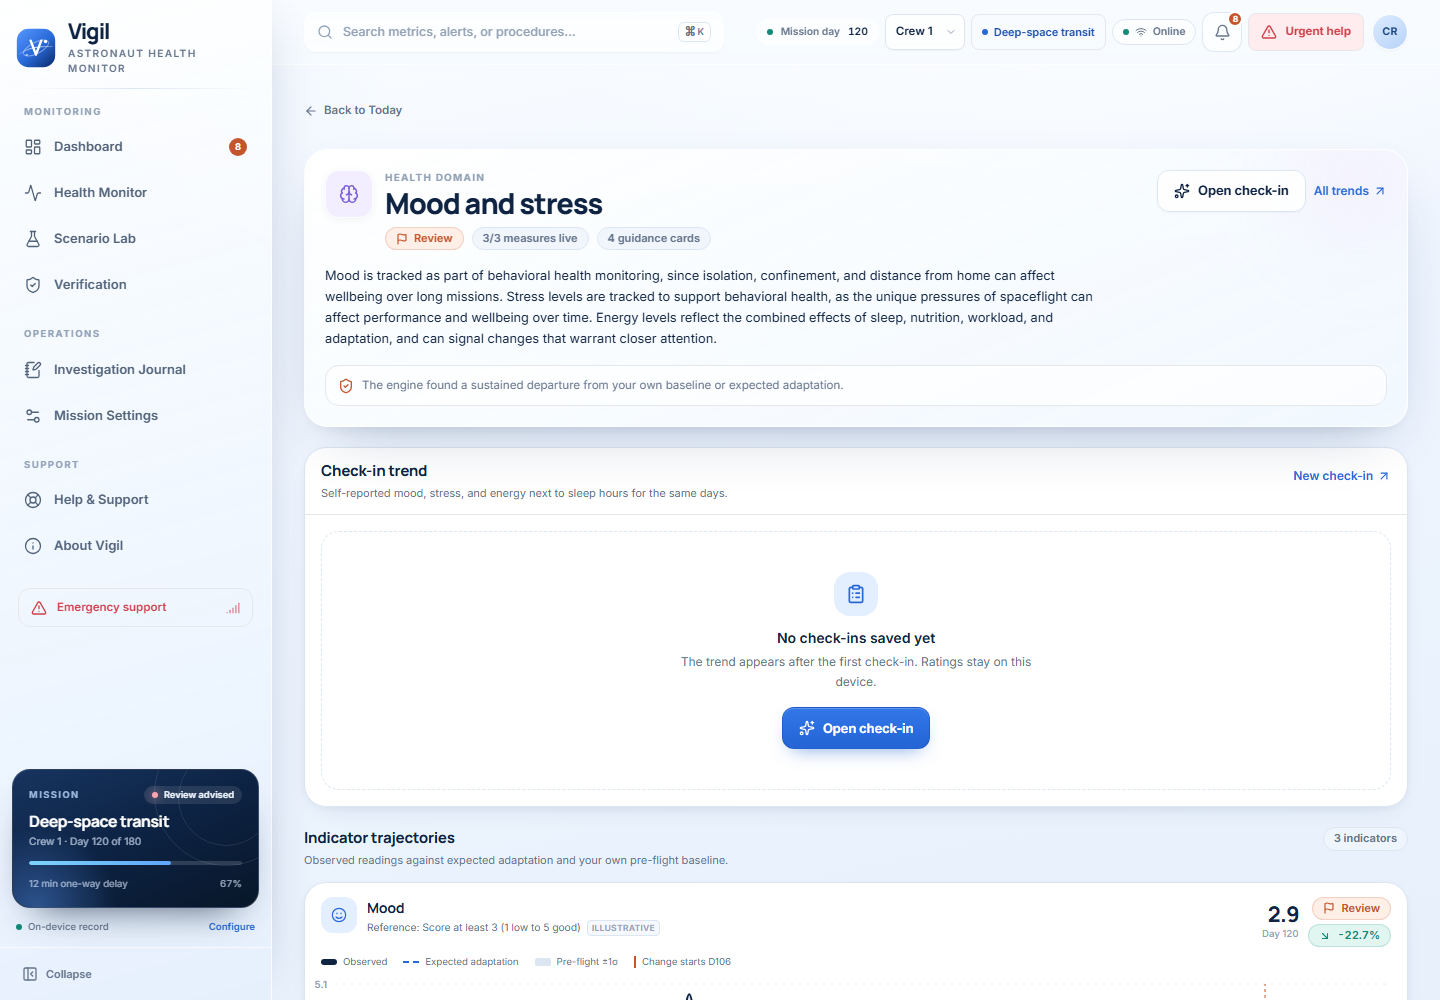 Vigil
ASTRONAUT HEALTH
MONITOR
MONITORING
Dashboard
8
Health Monitor
Scenario Lab
Verification
OPERATIONS
Investigation Journal
Mission Settings
SUPPORT
Help & Support
About Vigil
Emergency support
MISSION
Review advised
Deep-space transit
Crew 1 · Day 120 of 180
12 min one-way delay
67%
On-device record
Configure
Collapse
Search metrics, alerts, or procedures...
⌘K
Mission day 120
Crew 1
Deep-space transit
Online
8
Urgent help
CR
Back to Today
HEALTH DOMAIN
Mood and stress
Review
3/3 measures live
4 guidance cards
Open check-in
All trends
Mood is tracked as part of behavioral health monitoring, since isolation, confinement, and distance from home can affect
wellbeing over long missions. Stress levels are tracked to support behavioral health, as the unique pressures of spaceflight can
affect performance and wellbeing over time. Energy levels reflect the combined effects of sleep, nutrition, workload, and
adaptation, and can signal changes that warrant closer attention.
The engine found a sustained departure from your own baseline or expected adaptation.
Check-in trend
Self-reported mood, stress, and energy next to sleep hours for the same days.
New check-in
No check-ins saved yet
The trend appears after the first check-in. Ratings stay on this
device.
Open check-in
Indicator trajectories
Observed readings against expected adaptation and your own pre-flight baseline.
3 indicators
Mood
Reference: Score at least 3 (1 low to 5 good)
ILLUSTRATIVE
2.9
Day 120
Review
-22.7%
Observed
Expected adaptation
Pre-flight ±1σ
Change starts D106
5.1